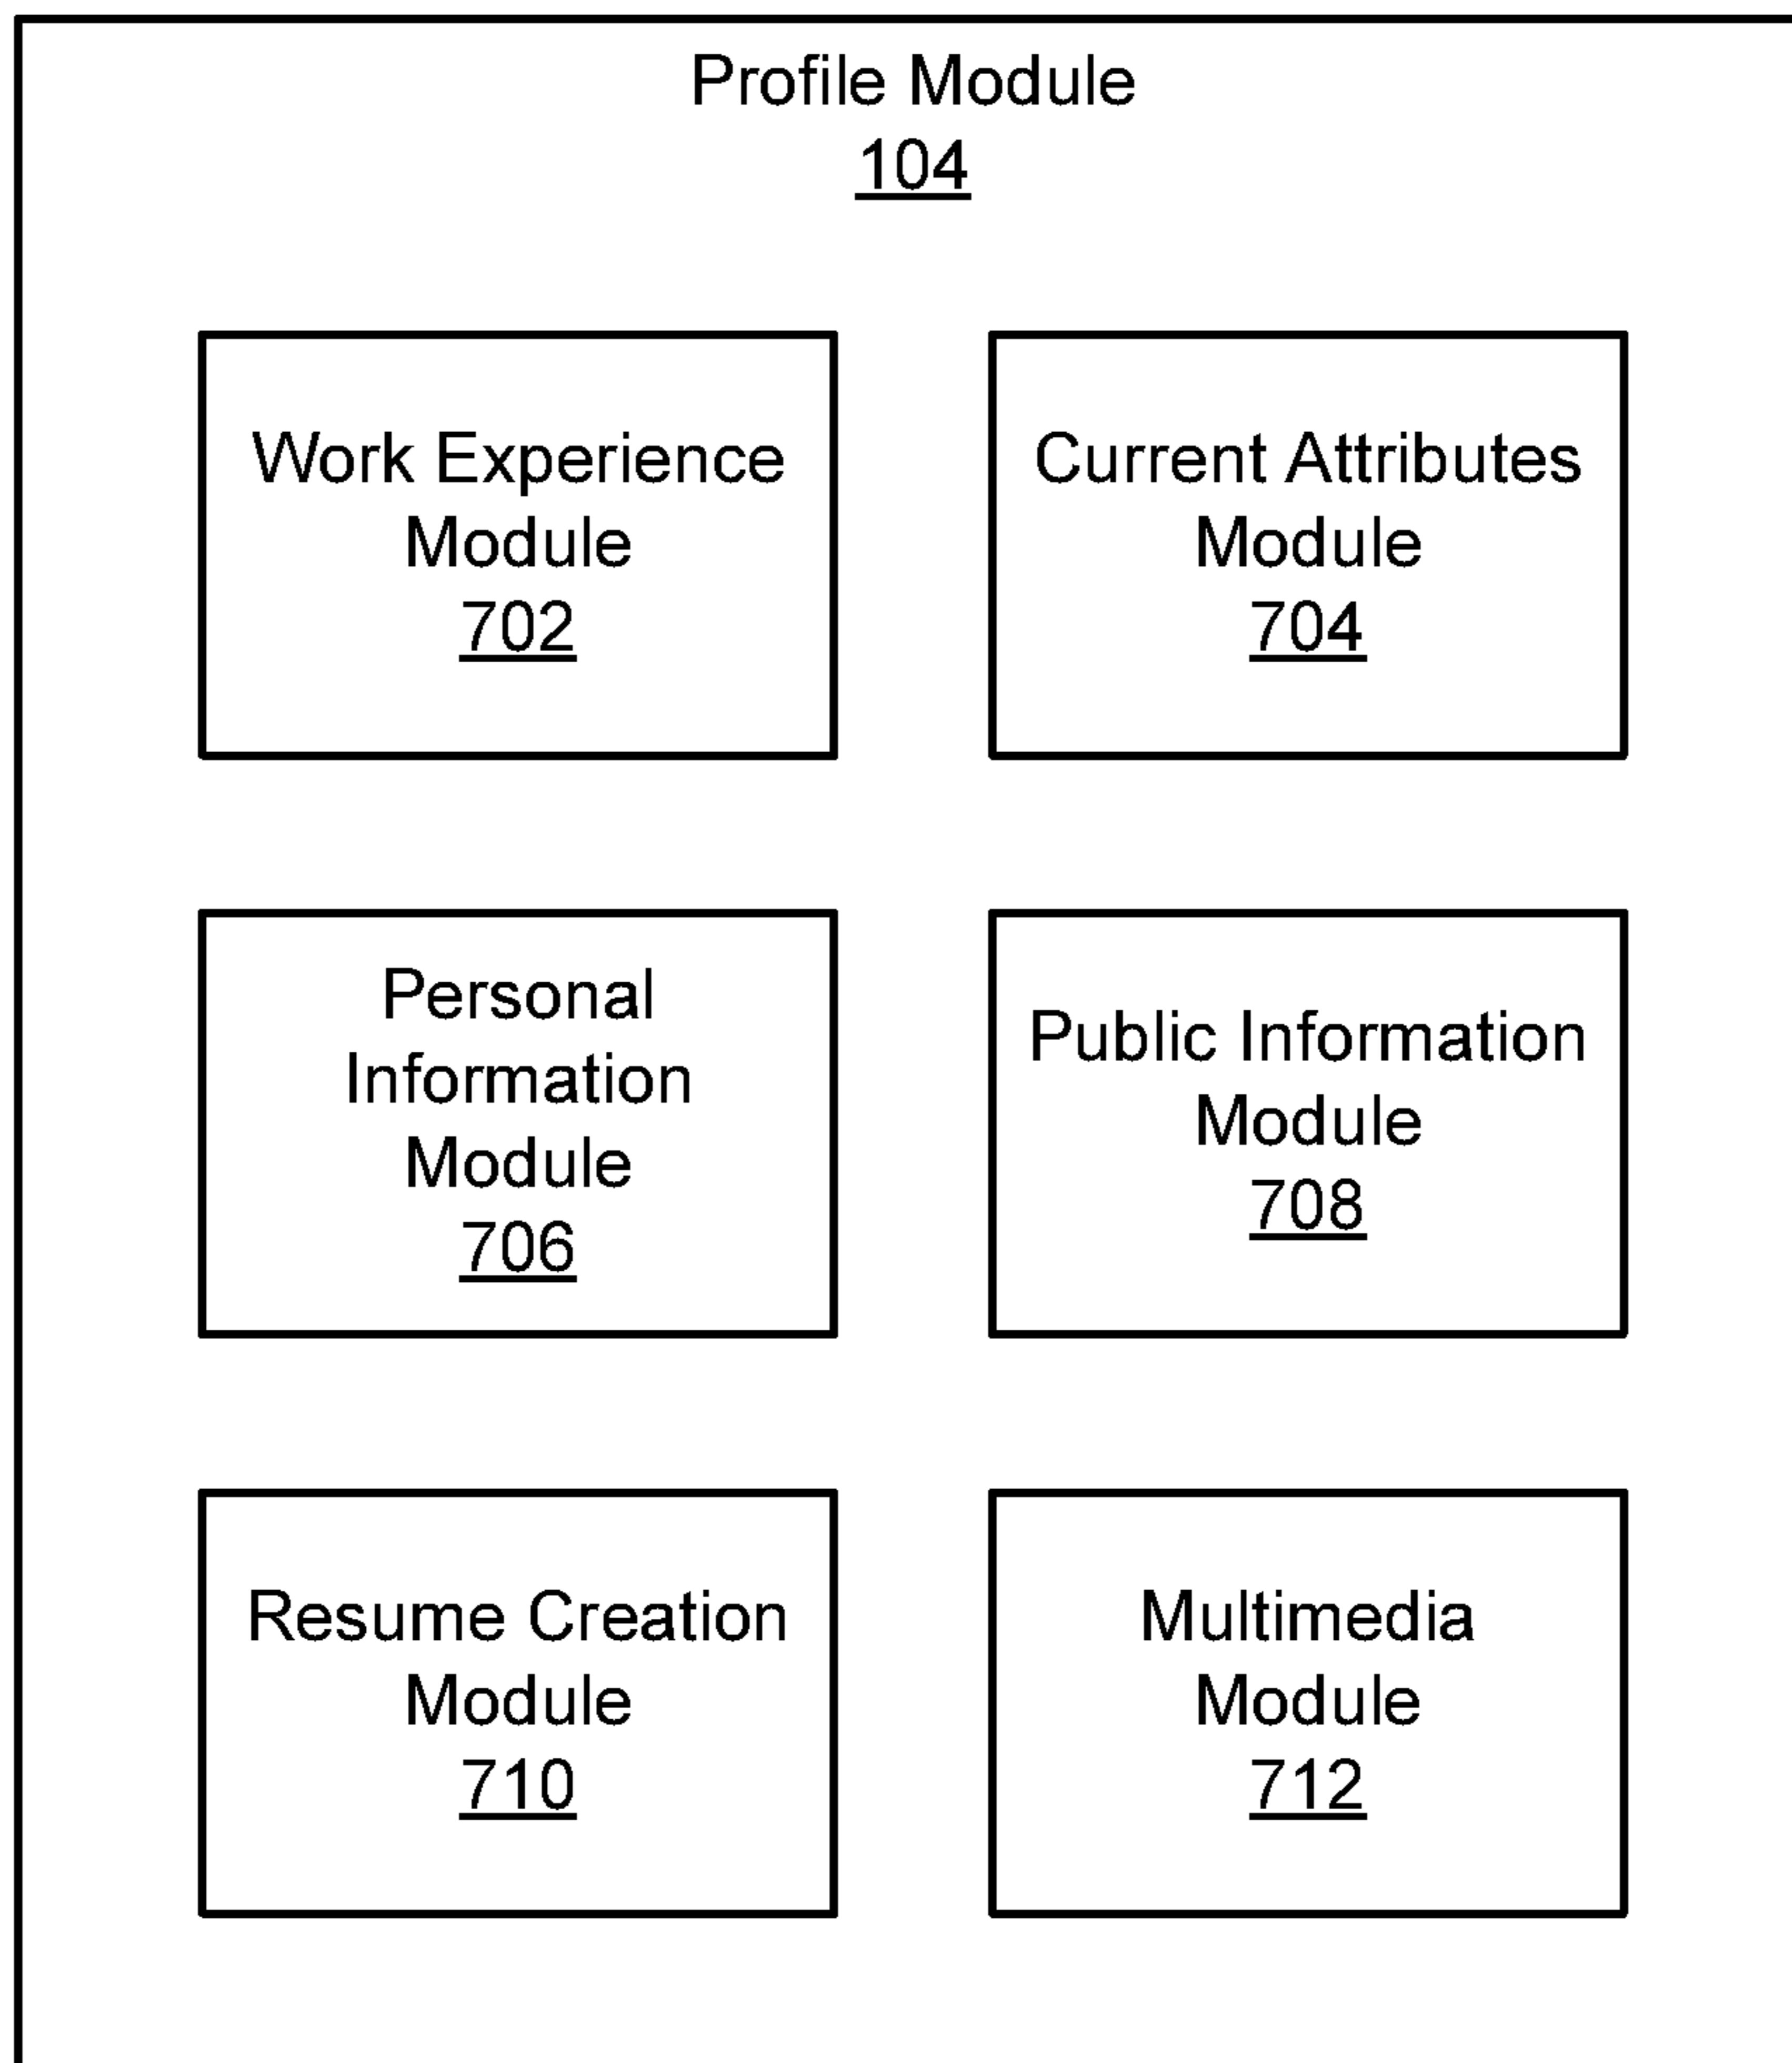 Profile Module
104
Work Experience
Module
702
Current Attributes
Module
704
Personal
Information
Module
706
Public Information
Module
708
Resume Creation
Module
710
Multimedia
Module
712